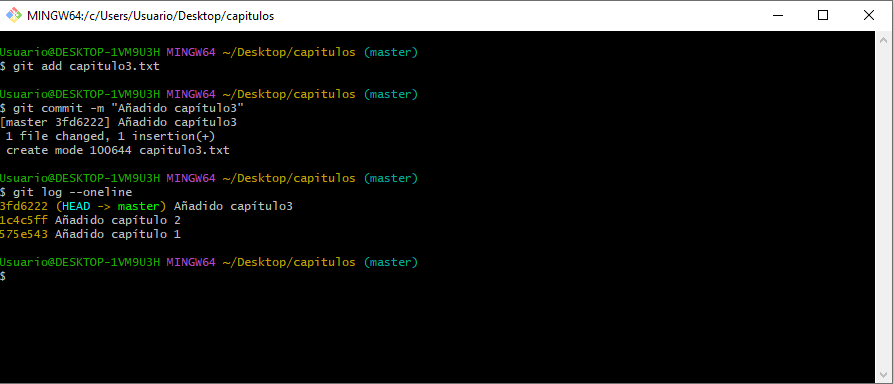 MINGW64:/c/Users/Usuario/Desktop/capitulos
Usuario@DESKTOP-1VM9U3H MINGW64 ~/Desktop/capitulos (master)
$ git add capitulo3.txt
Usuario@DESKTOP-1VM9U3H MINGW64 ~/Desktop/capitulos (master)
$ git commit -m "Añadido capítulo3"
[master 3fd6222] Añadido capítulo3
 1 file changed, 1 insertion(+)
 create mode 100644 capitulo3.txt
Usuario@DESKTOP-1VM9U3H MINGW64 ~/Desktop/capitulos (master)
$ git log --oneline
3fd6222 (HEAD -> master) Añadido capítulo3
1c4c5ff Añadido capítulo 2
575e543 Añadido capítulo 1
Usuario@DESKTOP-1VM9U3H MINGW64 ~/Desktop/capitulos (master)
$